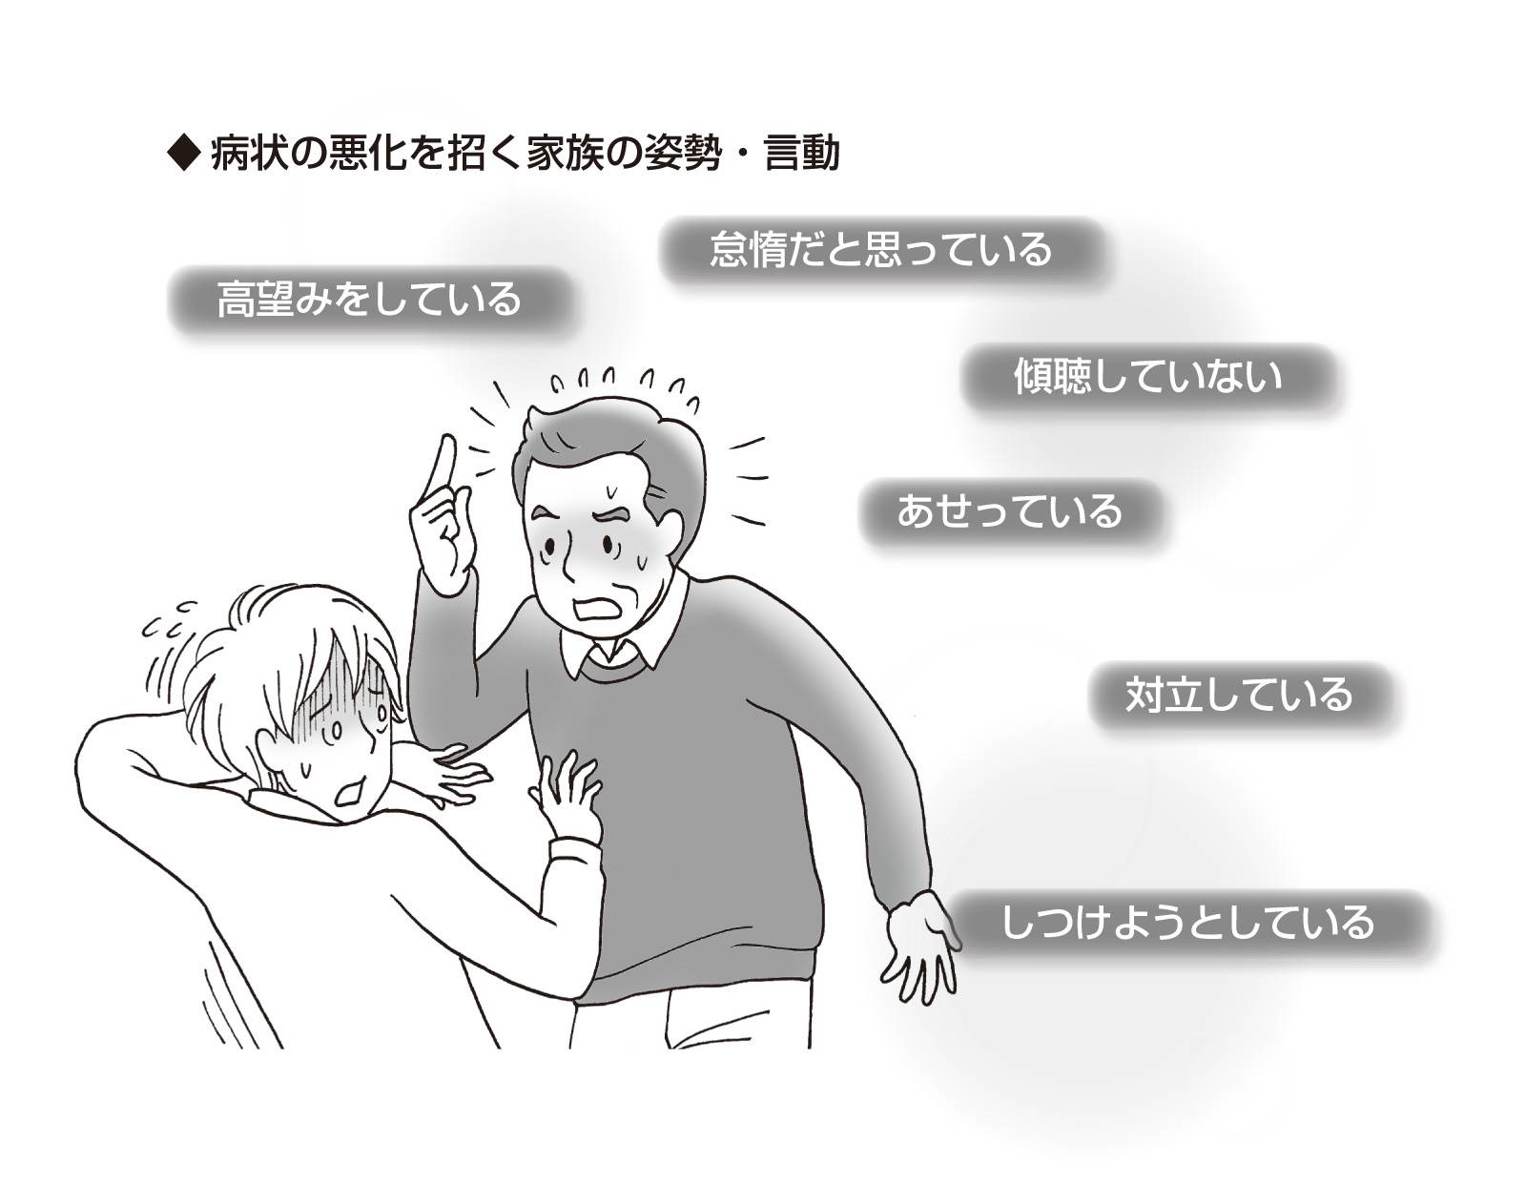 ◆ 病状の悪化を招く家族の姿勢・言動
怠惰だと思っている
高望みをしている
傾聴していない
あせっている
対立している
しつけようとしている